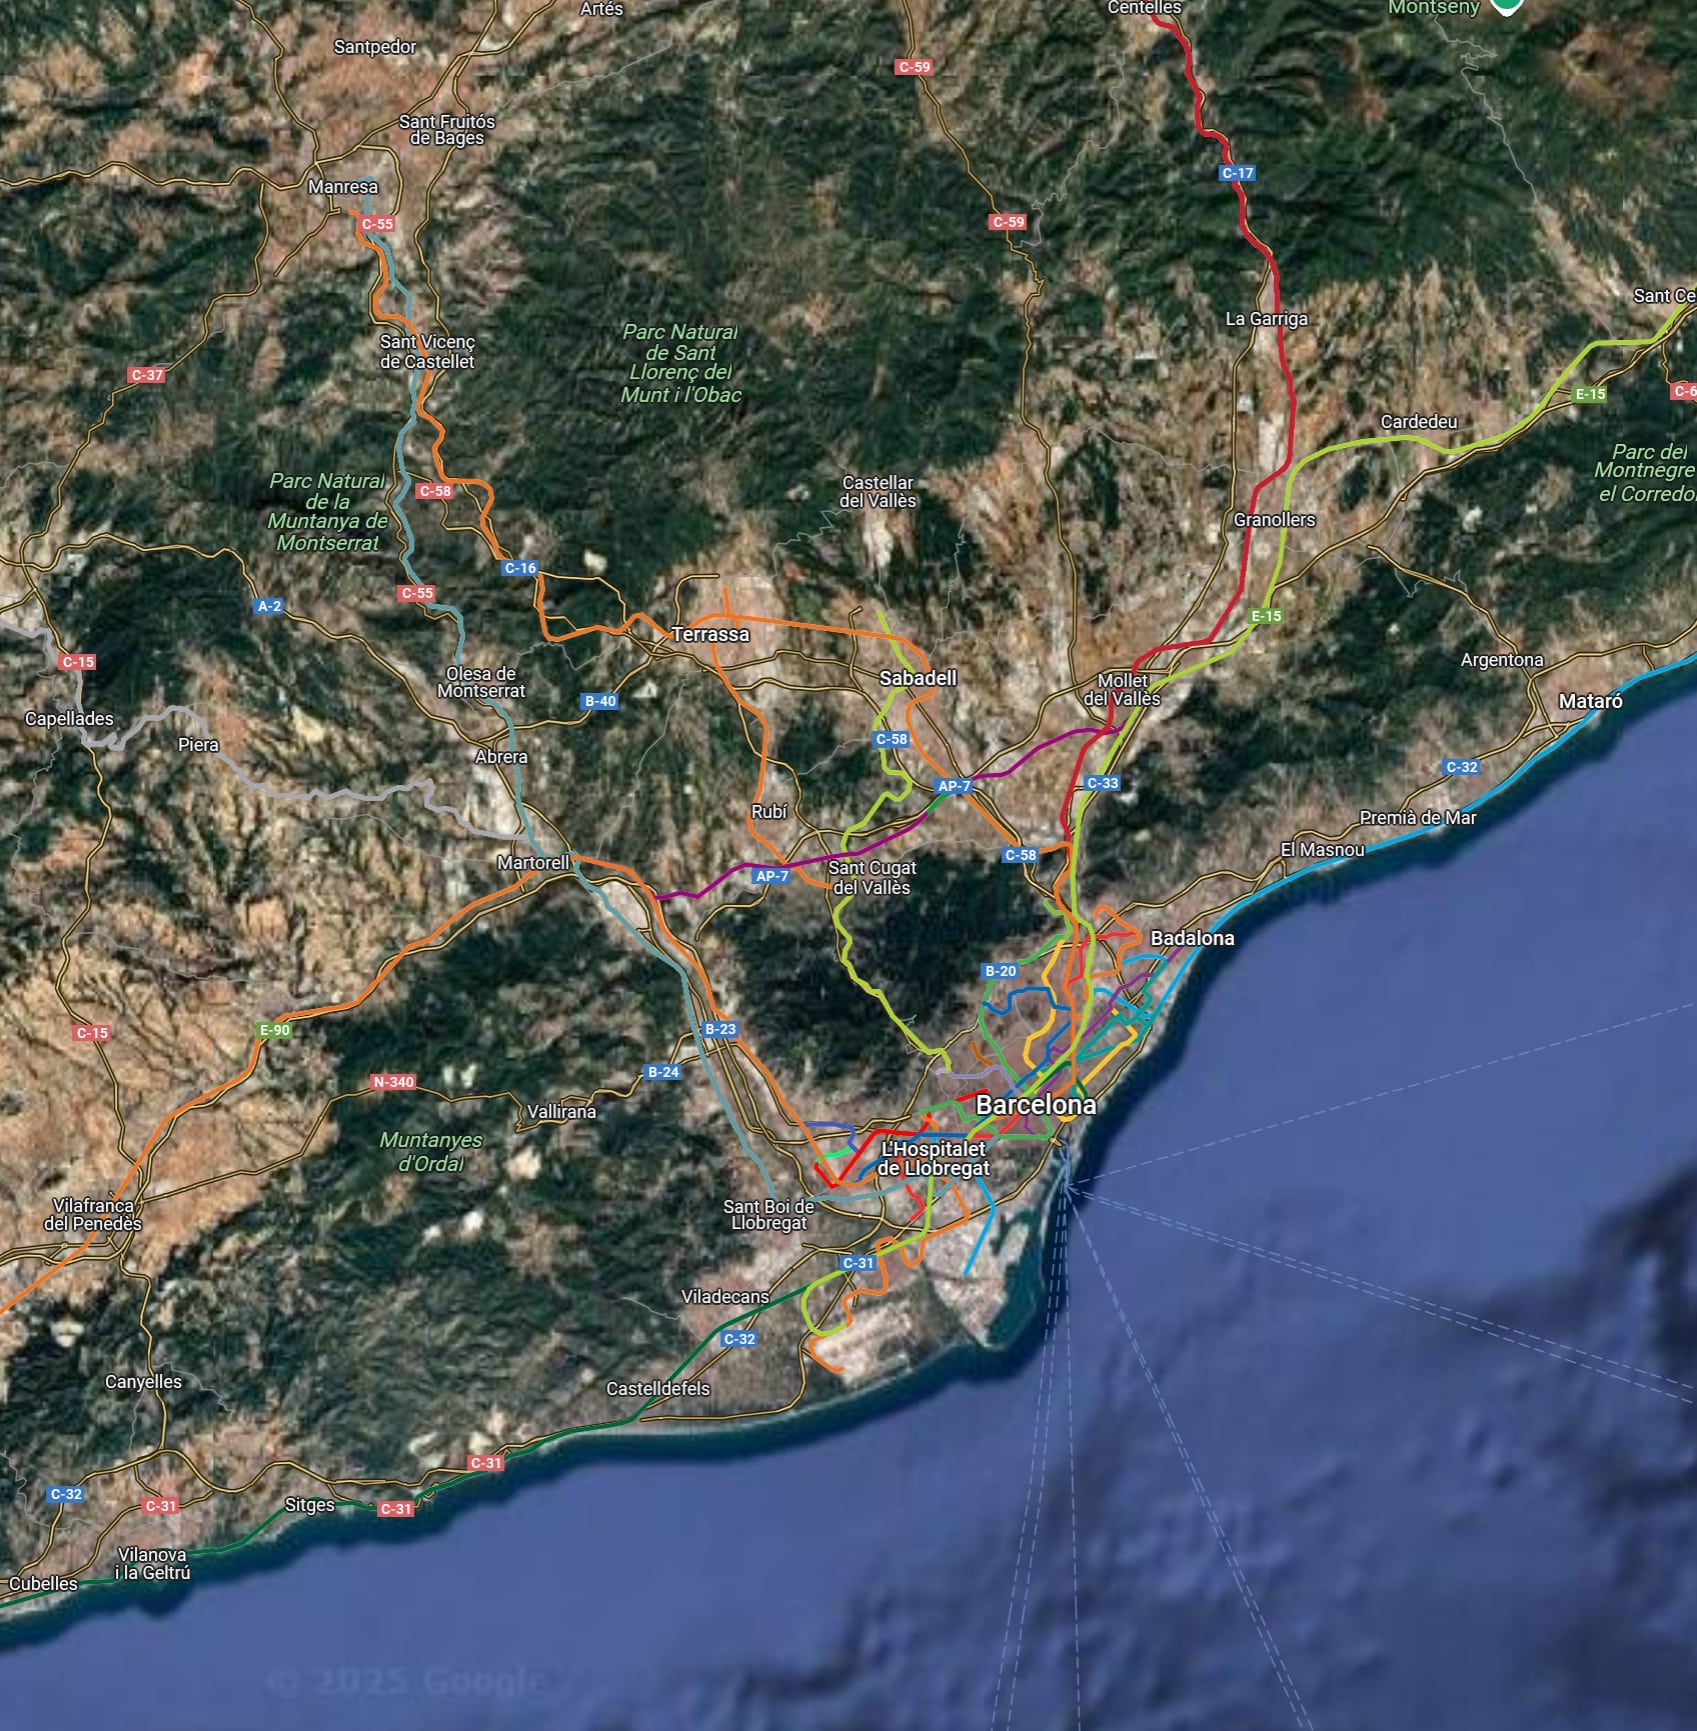 Artés
Centelles
Montseny
Santpedor
C-59
Sant Fruitós
de Bages
C-17
Manresa
C-55
C-59
Sant Ce
La Garriga
Parc Natural
de Sant
Llorenç del
Munt i l'Obac
Sant Vicenç
de Castellet
C-37
E-15
C-6
Cardedeu
Parc del
Montnegre
el Corredo
Parc Natural
de la
Muntanya de
Montserrat
C-58
Castellar
del Vallès
Granollers
C-16
C-55
A-2
E-15
Terrassa
C-15
Olesa de
Montserrat
Sabadell
Mollet
del Vallès
Argentona
B-40
Mataró
Capellades
Piera
C-58
Abrera
AP-7
C-33
C-32
Rubí
Premià de Mar
Martorell
C-58
El Masnou
AP-7
Sant Cugat
del Vallès
Badalona
B-20
C-15
E-90
B-23
B-24
N-340
Vallirana
Barcelona
Muntanyes
d'Ordal
L'Hospitalet
de Llobregat
Vilafranca
del Penedès
Sant Boi de
Llobregat
C-31
Viladecans
C-32
Canyelles
Castelldefels
C-31
C-32
C-31
Sitges
C-31
Vilanova
i la Geltrú
Cubelles
© 2025 Google